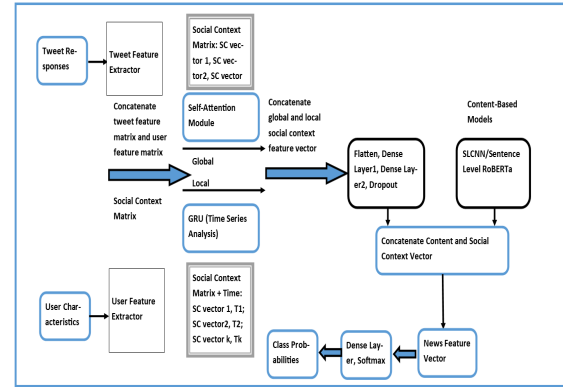 Tweet Re-
sponses
Tweet Feature
Extractor
Social Context
Matrix: SC vec-
tor 1, SC vec-
tor2, SC vector
Concatenate
tweet feature
matrix and user
feature matrix
Self-Attention
Module
Concatenate
global and local
social context
feature vector
Global
Local
Social Context
Matrix
GRU (Time Series
Analysis)
Content-Based
Models
Flatten, Dense
Layer1, Dense Lay-
er2, Dropout
SLCNN/Sentence
Level RoBERTa
Concatenate Content and Social
Context Vector
User Char-
acteristics
User Feature
Extractor
Social Context
Matrix + Time:
SC vector 1, T1;
SC vector2, T2;
SC vector k, Tk
Class Prob-
abilities
Dense Lay-
er, Softmax
News Feature
Vector